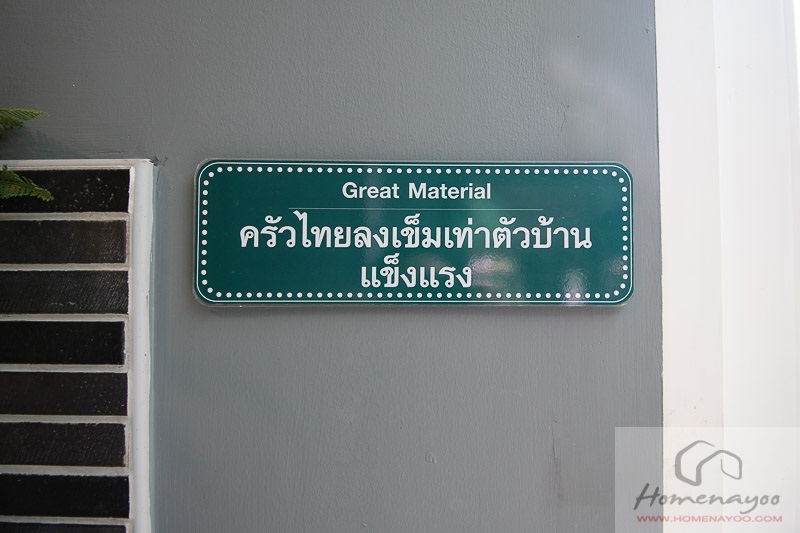 Great Material
ครัวไทยลงเข็มเท่าตัวบ้าน
แข็งแรง
Homenayoo
WWW.HOMENAYOO.COM